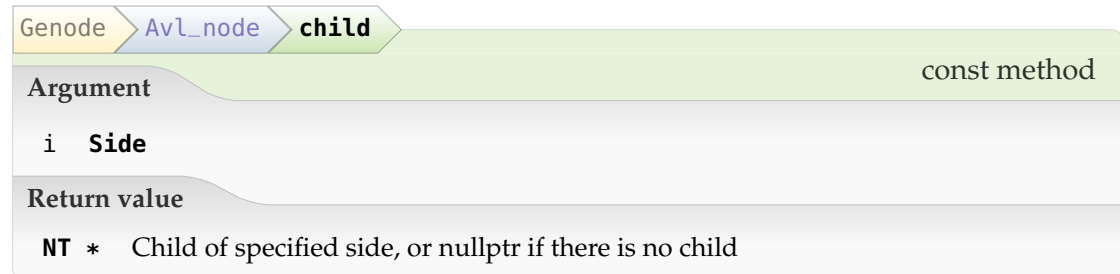 Genode Avl_node child
const method
Argument
i Side
Return value
NT * Child of specified side, or nullptr if there is no child